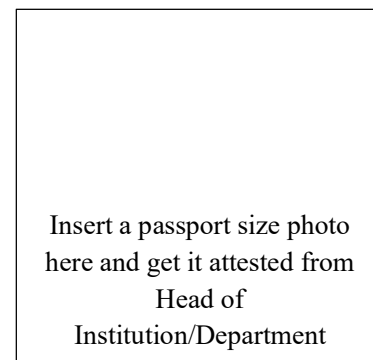 Insert a passport size photo
here and get it attested from
Head of
Institution/Department